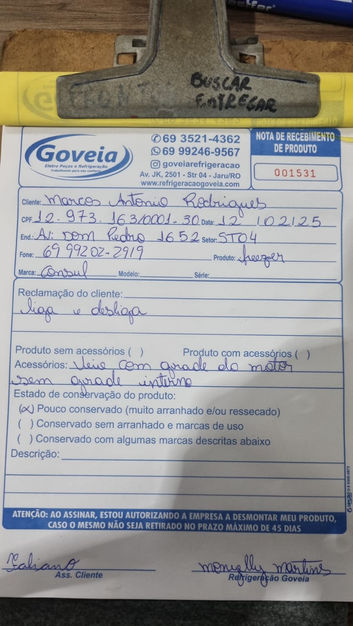 BUSCAR
ENTREGAR
Goveia
Eletro Peças e Refrigeração
69 3521-4362
69 99246-9567
goveiarefrigeracao
Av. JK, 2501 - Str 04 - Jaru/RO
www.refrigeracaogoveia.com
NOTA DE RECEBIMENTO
DE PRODUTO
001531
Cliente: Marcos Antonio Rodrigues
CPF: 12-973.163/0001-30 Data: 12 102125
End.: Av: Dom Pedro 1652 Setor: ST04
Fone: 69 99202-2919 Produto: freezer
Marca: Consul Modelo: Série:
Reclamação do cliente:
liga e desliga
Produto sem acessórios ( ) Produto com acessórios ( )
Acessórios: Veio com grade do motor
sem grade interno
Estado de conservação do produto:
(x) Pouco conservado (muito arranhado e/ou ressecado)
( ) Conservado sem arranhado e marcas de uso
( ) Conservado com algumas marcas descritas abaixo
Descrição:
ATENÇÃO: AO ASSINAR, ESTOU AUTORIZANDO A EMPRESA A DESMONTAR MEU PRODUTO,
CASO O MESMO NÃO SEJA RETIRADO NO PRAZO MÁXIMO DE 45 DIAS
Fabiano martins
Ass. Cliente Refrigeração Goveia